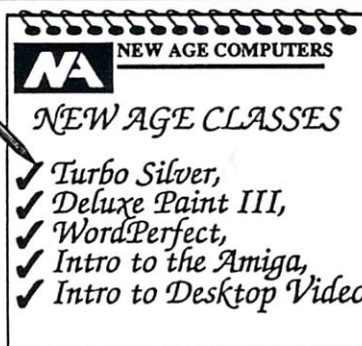 NA
NEW AGE COMPUTERS
NEW AGE CLASSES
✓ Turbo Silver,
✓ Deluxe Paint III,
✓ WordPerfect,
✓ Intro to the Amiga,
✓ Intro to Desktop Video